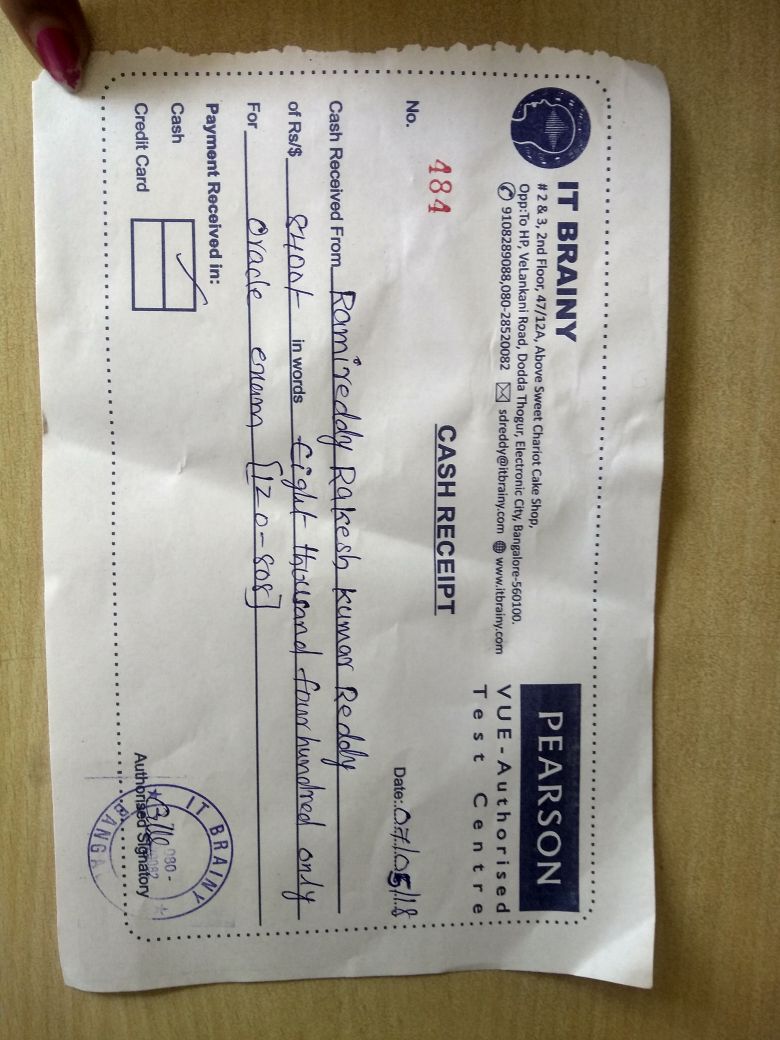 IT BRAINY
# 2 & 3, 2nd Floor, 47/12A, Above Sweet Chariot Cake Shop,
Opp:To HP, VeLankani Road, Dodda Thogur, Electronic City, Bangalore-560100.
9108289088,080-28520082 sdreddy@itbrainy.com www.itbrainy.com
PEARSON
VUE-Authorised
Test Centre
CASH RECEIPT
No. 484
Date:.07/05/18
Cash Received From Ramireddy Rakesh kumar Reddy
of Rs/$ 8400/- in words Eight thousand four hundred only
For Oracle exam [1Z0-808]
Payment Received in:
Cash ✓
Credit Card
IT BRAINY
080-
Authorised Signatory